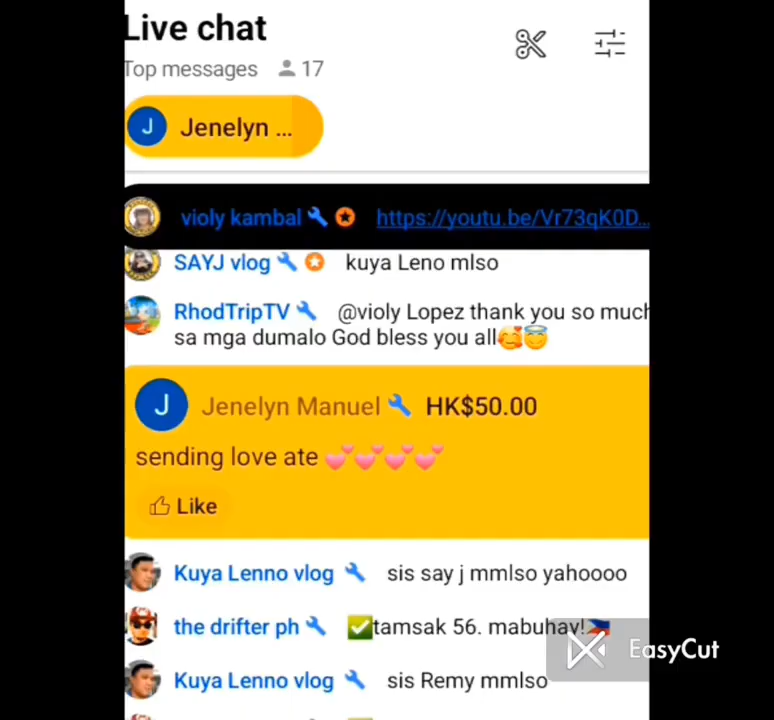 Live chat
Top messages 17
J Jenelyn ...
violy kambal https://youtu.be/Vr73qK0D...
SAYJ vlog kuya Leno mlso
RhodTripTV @violy Lopez thank you so much
sa mga dumalo God bless you all🥰😇
J Jenelyn Manuel HK$50.00
sending love ate 💕💕💕💕
Like
Kuya Lenno vlog sis say j mmlso yahoooo
the drifter ph ✅tamsak 56. mabuhay!🇵🇭
EasyCut
Kuya Lenno vlog sis Remy mmlso